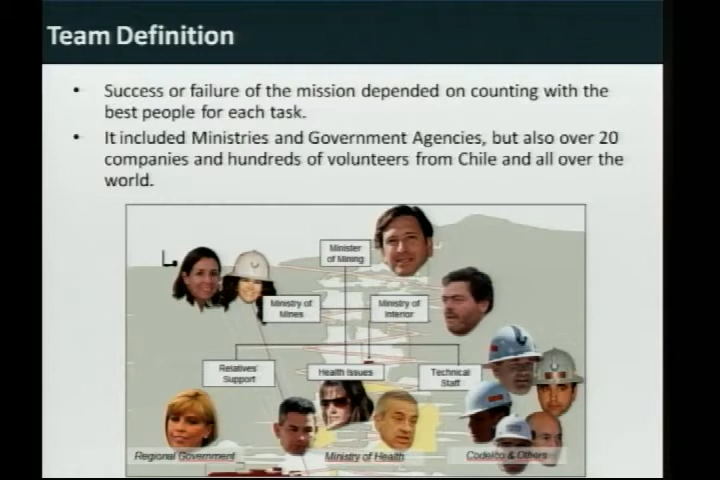 Team Definition
• Success or failure of the mission depended on counting with the
best people for each task.
• It included Ministries and Government Agencies, but also over 20
companies and hundreds of volunteers from Chile and all over the
world.
Minister
of Mining
Ministry of
Mines
Ministry of
Interior
Relatives'
Support
Health Issues
Technical
Staff
Regional Government
Ministry of Health
Codelco & Others